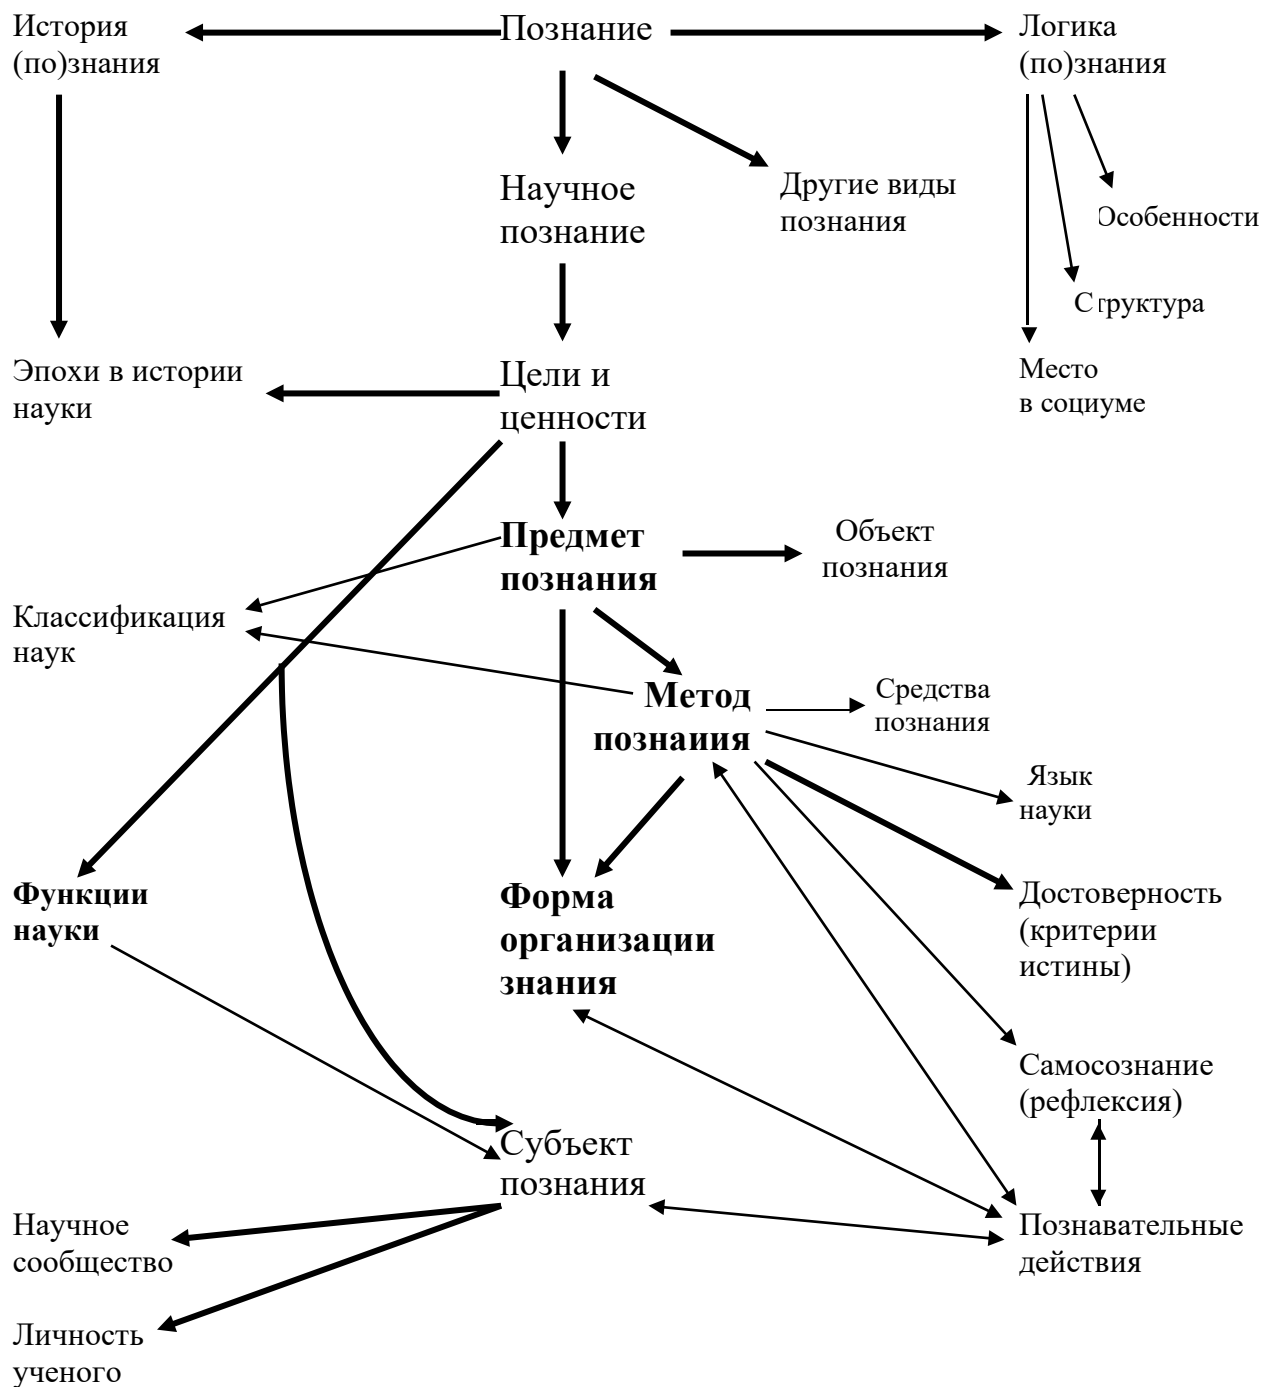 История
(по)знания
Познание
Логика
(по)знания
Научное
познание
Другие виды
познания
Особенности
Структура
Эпохи в истории
науки
Цели и
ценности
Место
в социуме
Предмет
познания
Объект
познания
Классификация
наук
Метод
познаиия
Средства
познания
Язык
науки
Функции
науки
Форма
организации
знания
Достоверность
(критерии
истины)
Самосознание
(рефлексия)
Субъект
познания
Научное
сообщество
Познавательные
действия
Личность
ученого